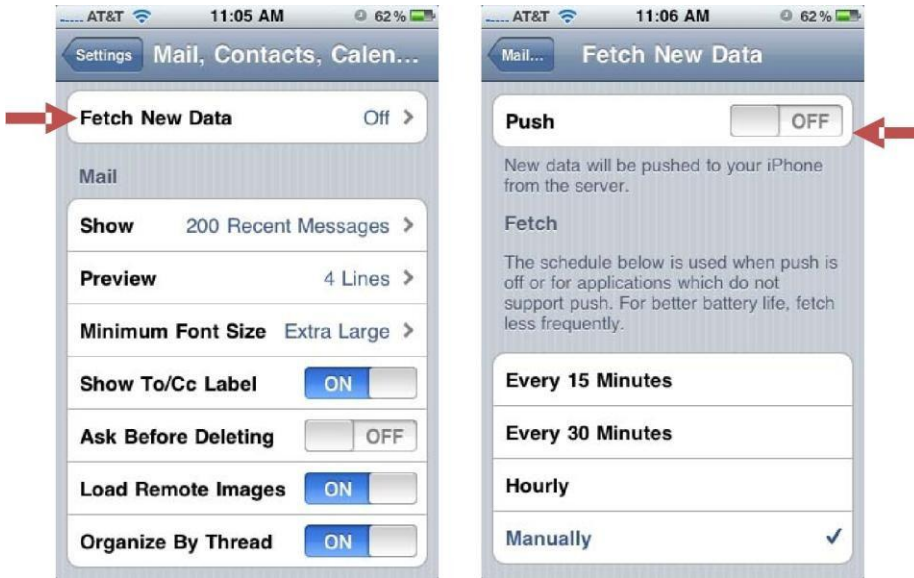 AT&T 11:05 AM 62%
Settings Mail, Contacts, Calen...
Fetch New Data Off
Mail
Show 200 Recent Messages
Preview 4 Lines
Minimum Font Size Extra Large
Show To/Cc Label ON
Ask Before Deleting OFF
Load Remote Images ON
Organize By Thread ON
AT&T 11:06 AM 62%
Mail... Fetch New Data
Push OFF
New data will be pushed to your iPhone
from the server.
Fetch
The schedule below is used when push is
off or for applications which do not
support push. For better battery life, fetch
less frequently.
Every 15 Minutes
Every 30 Minutes
Hourly
Manually